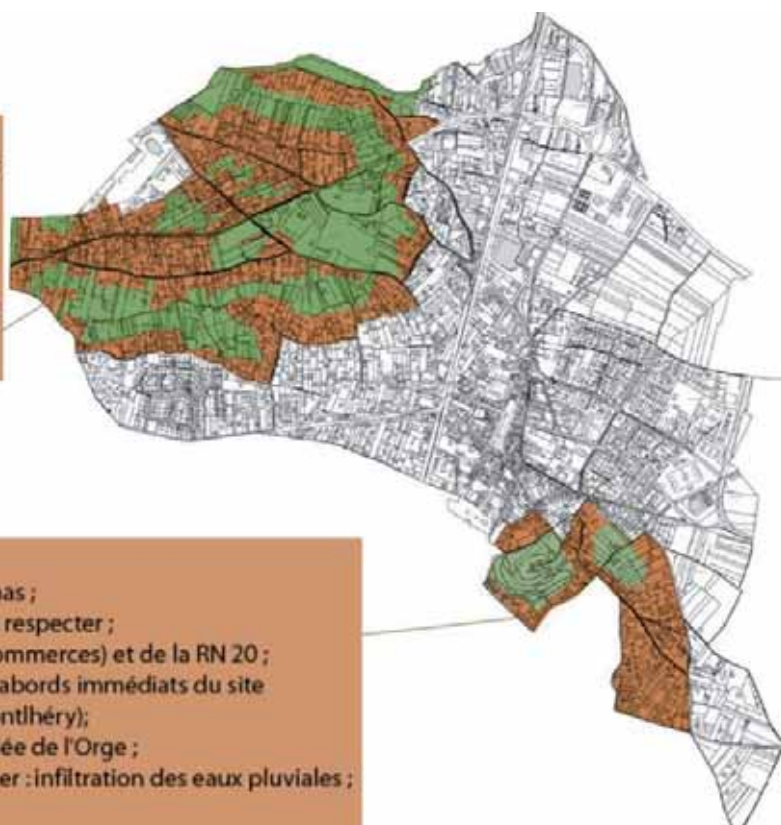 nas ;
respecter ;
ommerces) et de la RN 20 ;
abords immédiats du site
ntlhéry);
ée de l'Orge ;
er : infiltration des eaux pluviales ;